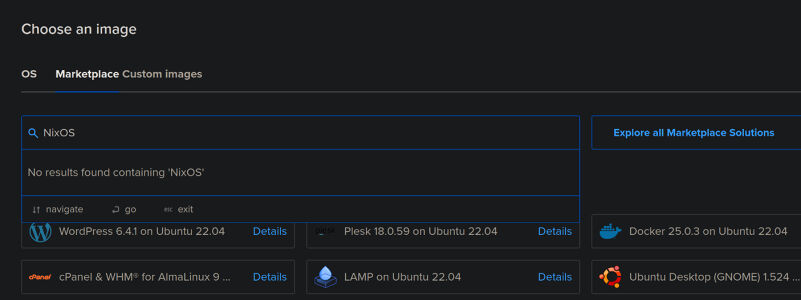 Choose an image
OS Marketplace Custom images
NixOS
Explore all Marketplace Solutions
No results found containing 'NixOS'
navigate go esc exit
WordPress 6.4.1 on Ubuntu 22.04 Details
plesk Plesk 18.0.59 on Ubuntu 22.04 Details
Docker 25.0.3 on Ubuntu 22.04
cPanel cPanel & WHM® for AlmaLinux 9 ... Details
LAMP on Ubuntu 22.04 Details
Ubuntu Desktop (GNOME) 1.524 ...